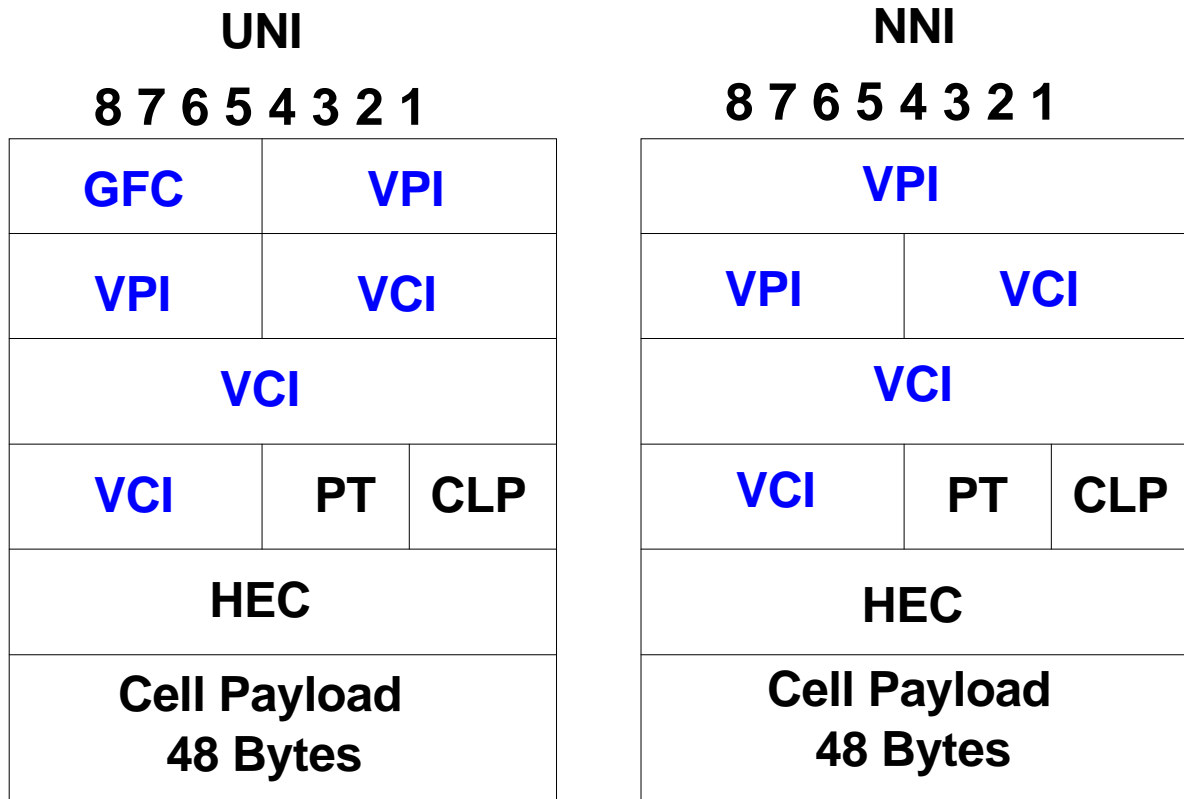 UNI
8 7 6 5 4 3 2 1
GFC VPI
VPI VCI
VCI
VCI PT CLP
HEC
Cell Payload
48 Bytes
NNI
8 7 6 5 4 3 2 1
VPI
VPI VCI
VCI
VCI PT CLP
HEC
Cell Payload
48 Bytes